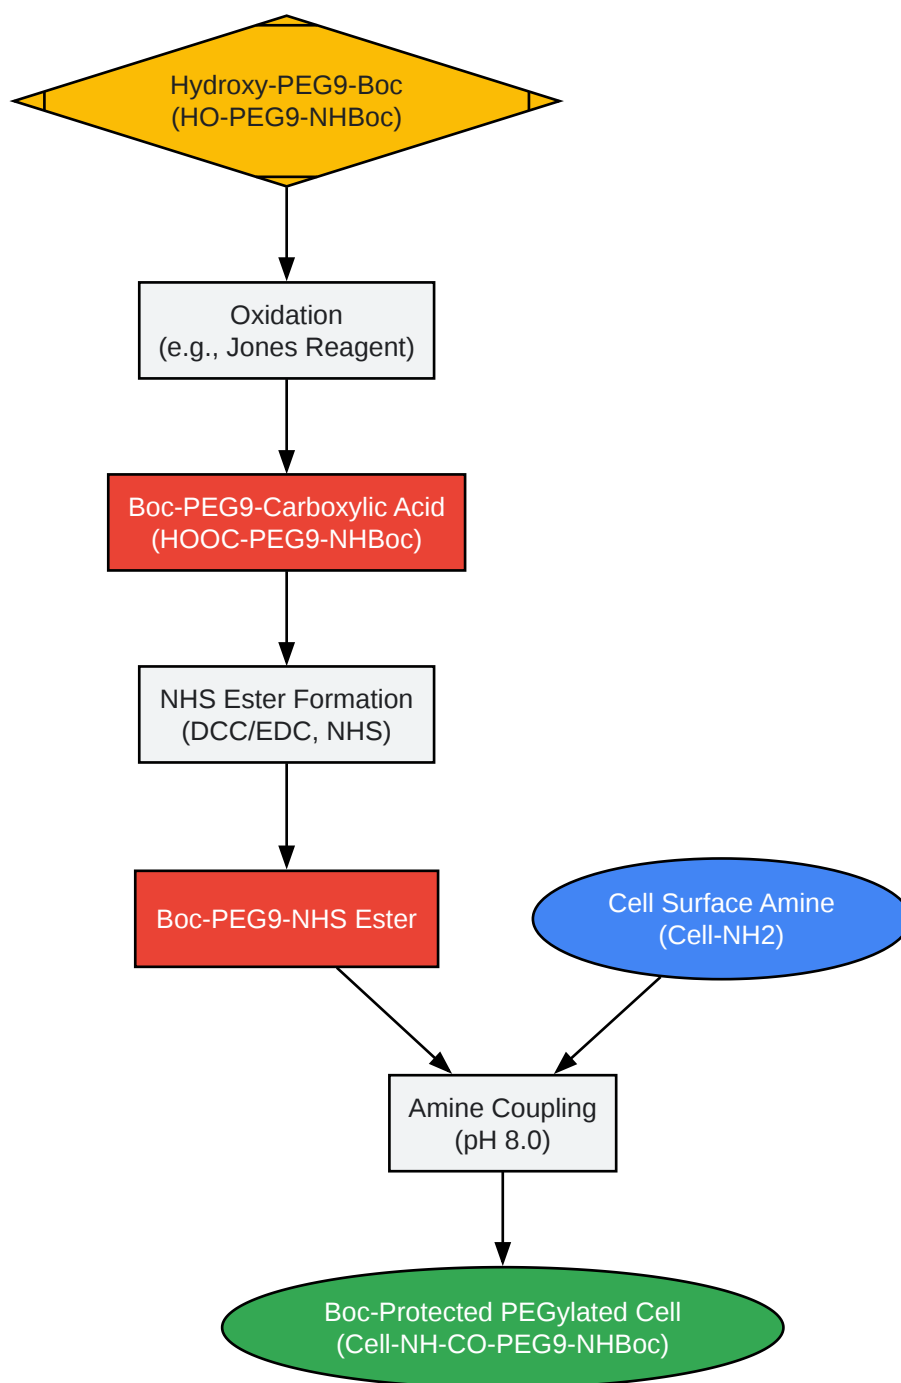 Hydroxy-PEG9-Boc
(HO-PEG9-NHBoc)
Oxidation
(e.g., Jones Reagent)
Boc-PEG9-Carboxylic Acid
(HOOC-PEG9-NHBoc)
NHS Ester Formation
(DCC/EDC, NHS)
Boc-PEG9-NHS Ester
Cell Surface Amine
(Cell-NH2)
Amine Coupling
(pH 8.0)
Boc-Protected PEGylated Cell
(Cell-NH-CO-PEG9-NHBoc)